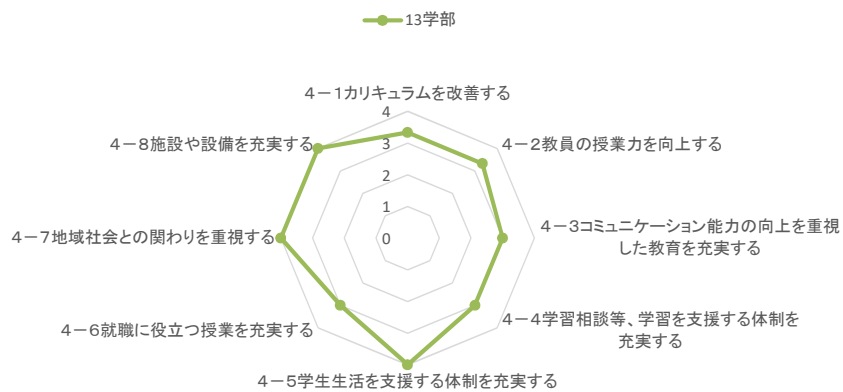 13学部
4－1カリキュラムを改善する
4
3
2
1
0
4－2教員の授業力を向上する
4－3コミュニケーション能力の向上を重視
した教育を充実する
4－4学習相談等、学習を支援する体制を
充実する
4－5学生生活を支援する体制を充実する
4－6就職に役立つ授業を充実する
4－7地域社会との関わりを重視する
4－8施設や設備を充実する